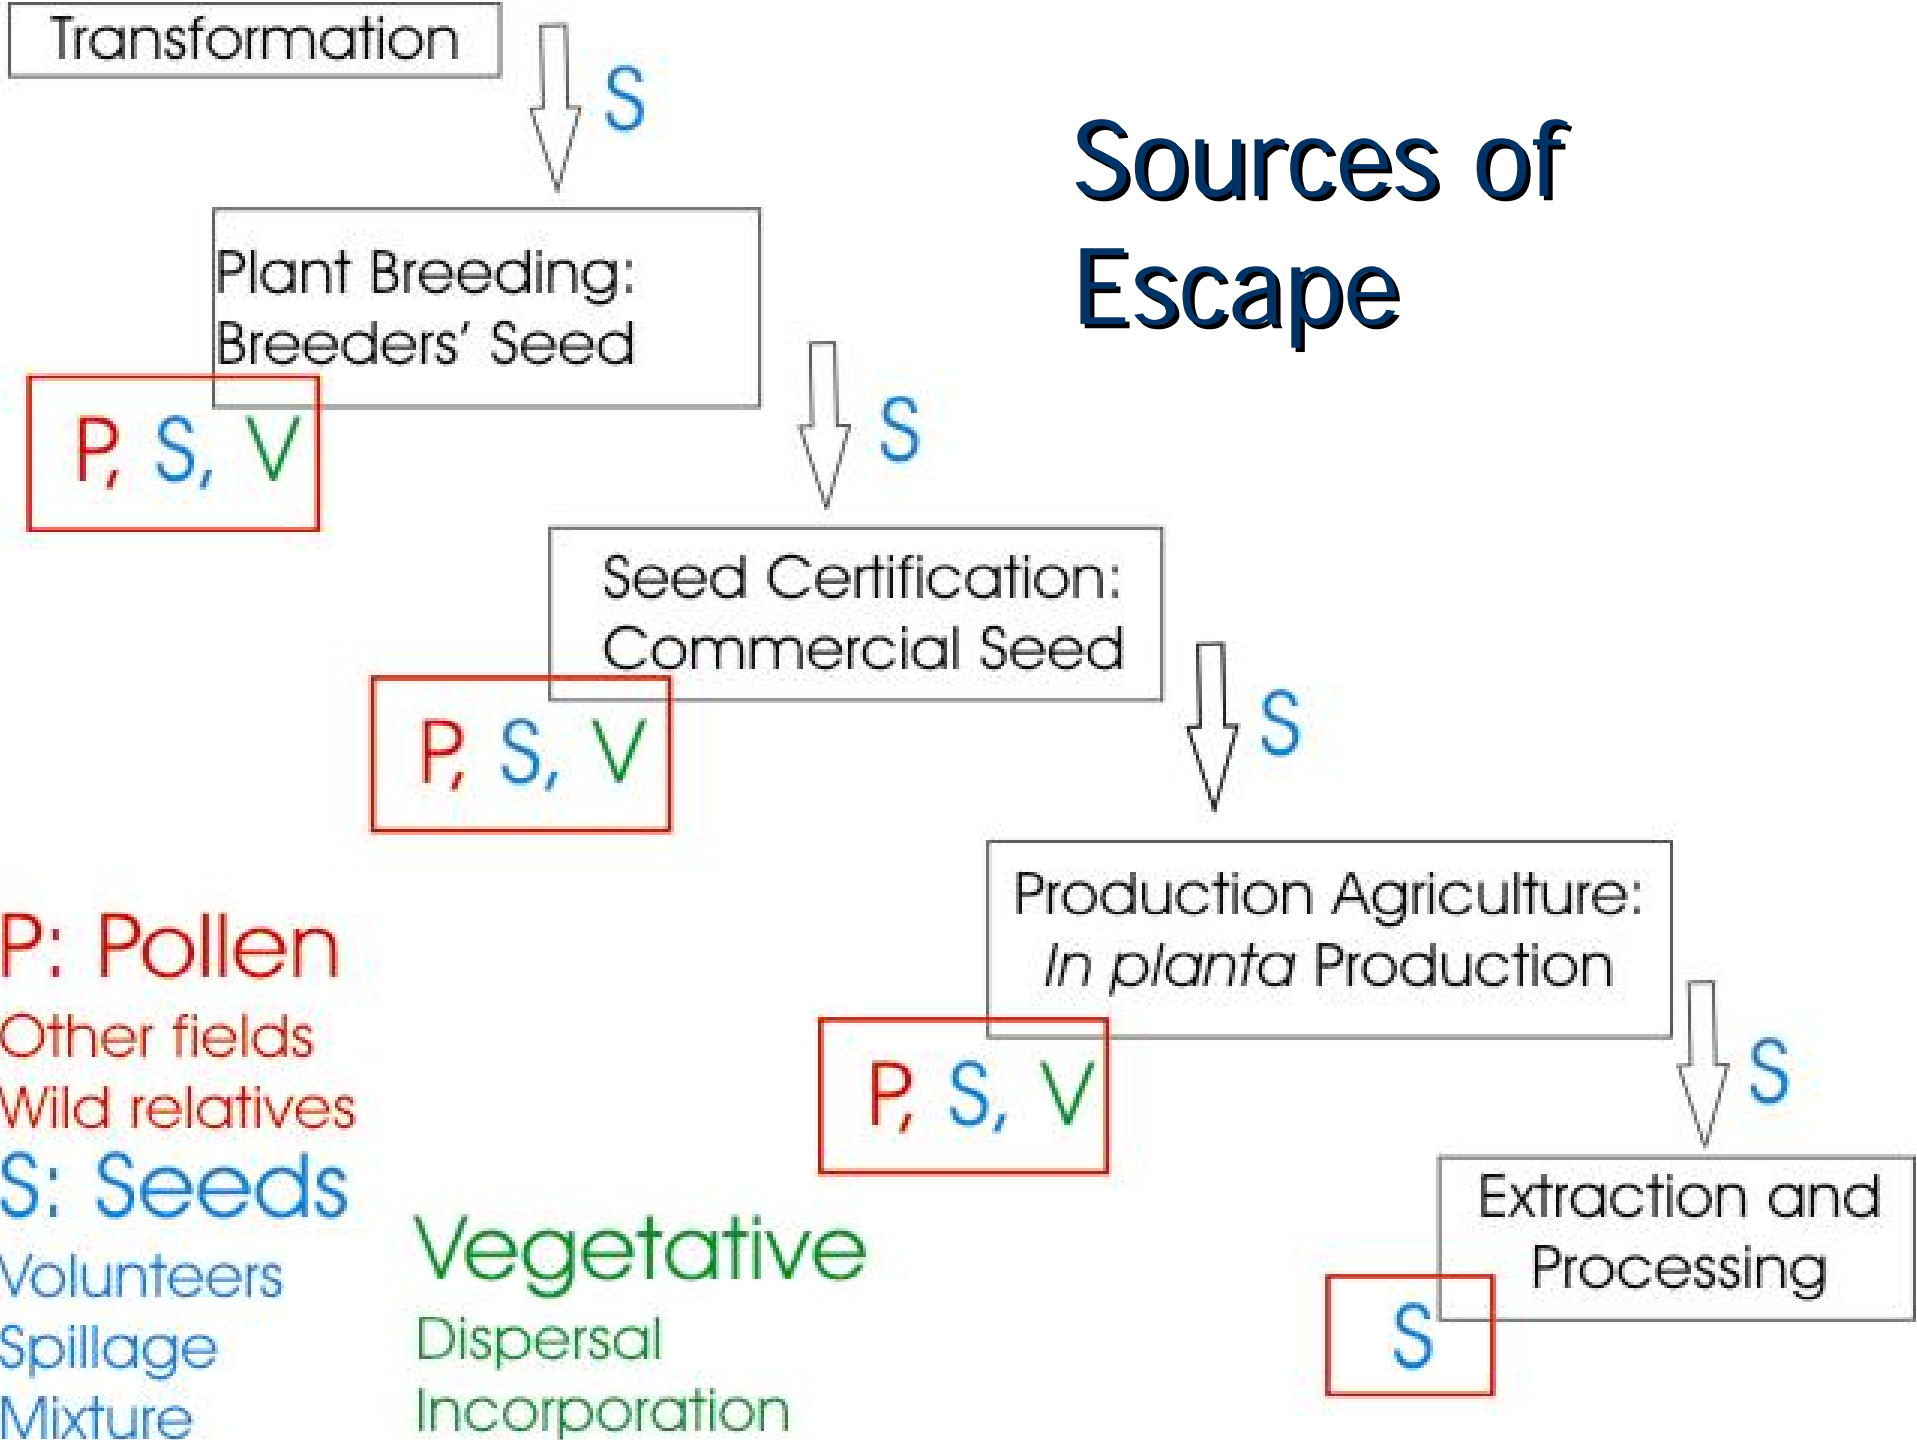 Transformation
S
Sources of
Escape
Plant Breeding:
Breeders' Seed
P, S, V
S
Seed Certification:
Commercial Seed
P, S, V
S
Production Agriculture:
In planta Production
P, S, V
S
Extraction and
Processing
S
P: Pollen
Other fields
Wild relatives
S: Seeds
Volunteers
Spillage
Mixture
Vegetative
Dispersal
Incorporation